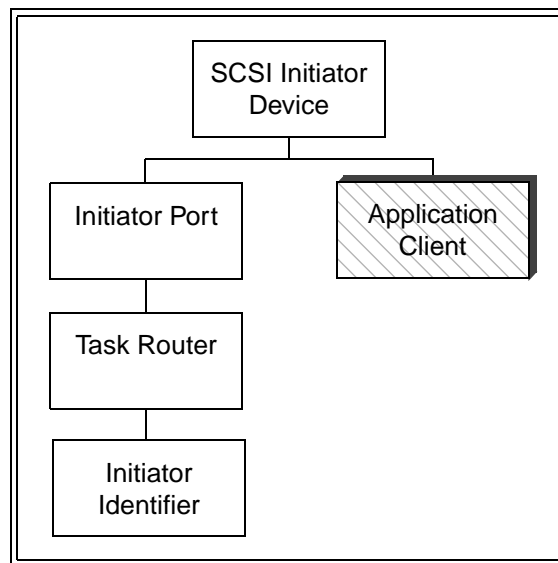 SCSI Initiator
Device
Initiator Port
Application
Client
Task Router
Initiator
Identifier